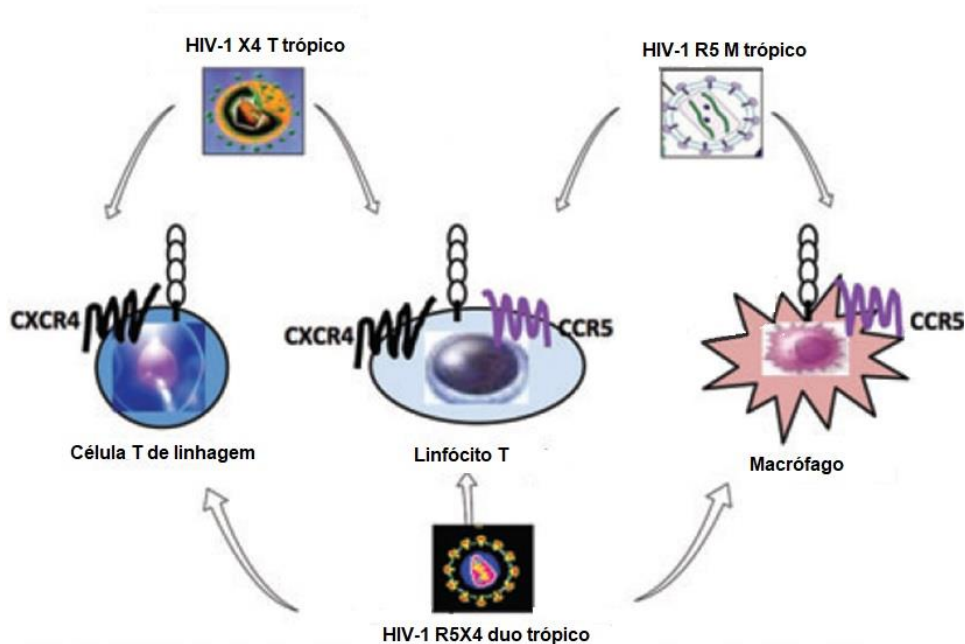 HIV-1 X4 T trópico
HIV-1 R5 M trópico
CXCR4
CXCR4
CCR5
CCR5
Célula T de linhagem
Linfócito T
Macrófago
HIV-1 R5X4 duo trópico